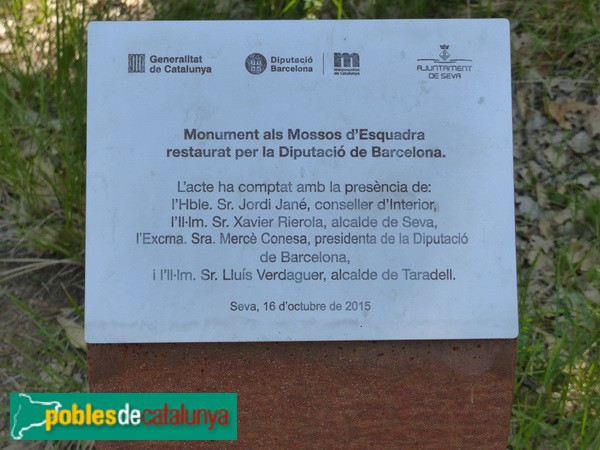 Generalitat
de Catalunya
Diputació
Barcelona
m
de Catalunya
AJUNTAMENT
DE SEVA
Monument als Mossos d'Esquadra
restaurat per la Diputació de Barcelona.
L'acte ha comptat amb la presència de:
l'Hble. Sr. Jordi Jané, conseller d'Interior,
l'Il·lm. Sr. Xavier Rierola, alcalde de Seva,
l'Excma. Sra. Mercè Conesa, presidenta de la Diputació
de Barcelona,
i l'Il·lm. Sr. Lluís Verdaguer, alcalde de Taradell.
Seva, 16 d'octubre de 2015
poblesdecatalunya